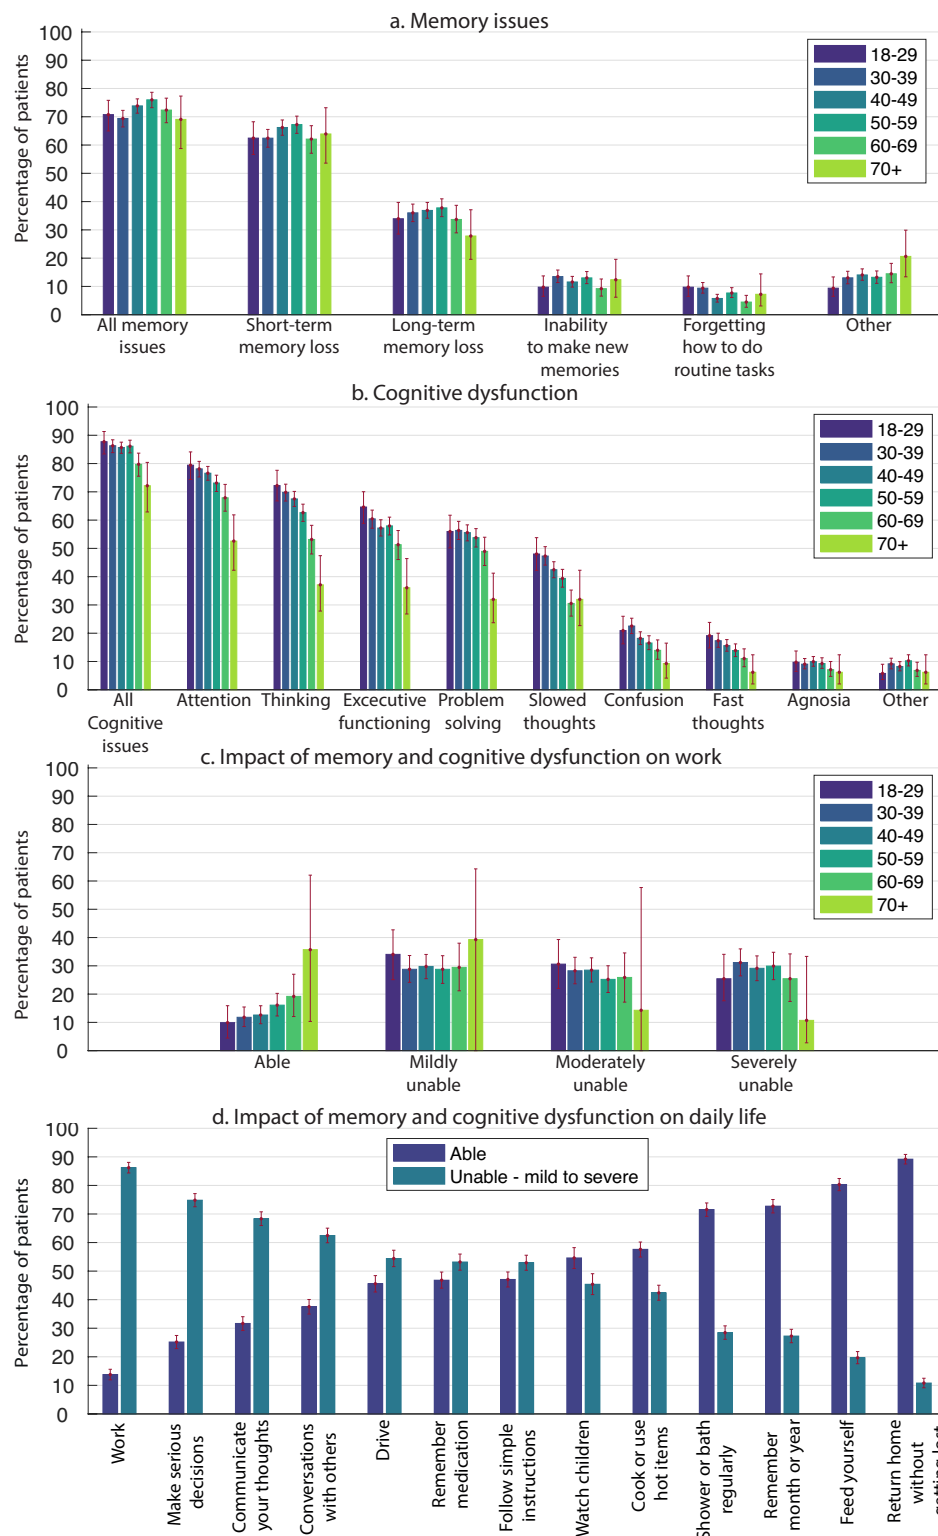 a. Memory issues
Percentage of patients
100
90
80
70
60
50
40
30
20
10
0
18-29
30-39
40-49
50-59
60-69
70+
All memory
issues
Short-term
memory loss
Long-term
memory loss
Inability
to make new
memories
Forgetting
how to do
routine tasks
Other
b. Cognitive dysfunction
Percentage of patients
100
90
80
70
60
50
40
30
20
10
0
18-29
30-39
40-49
50-59
60-69
70+
All
Cognitive
issues
Attention
Thinking
Excecutive
functioning
Problem
solving
Slowed
thoughts
Confusion
Fast
thoughts
Agnosia
Other
c. Impact of memory and cognitive dysfunction on work
Percentage of patients
100
90
80
70
60
50
40
30
20
10
0
18-29
30-39
40-49
50-59
60-69
70+
Able
Mildly
unable
Moderately
unable
Severely
unable
d. Impact of memory and cognitive dysfunction on daily life
Percentage of patients
100
90
80
70
60
50
40
30
20
10
0
Able
Unable - mild to severe
Work
Make serious
decisions
Communicate
your thoughts
Conversations
with others
Drive
Remember
medication
Follow simple
instructions
Watch children
Cook or use
hot items
Shower or bath
regularly
Remember
month or year
Feed yourself
Return home
without